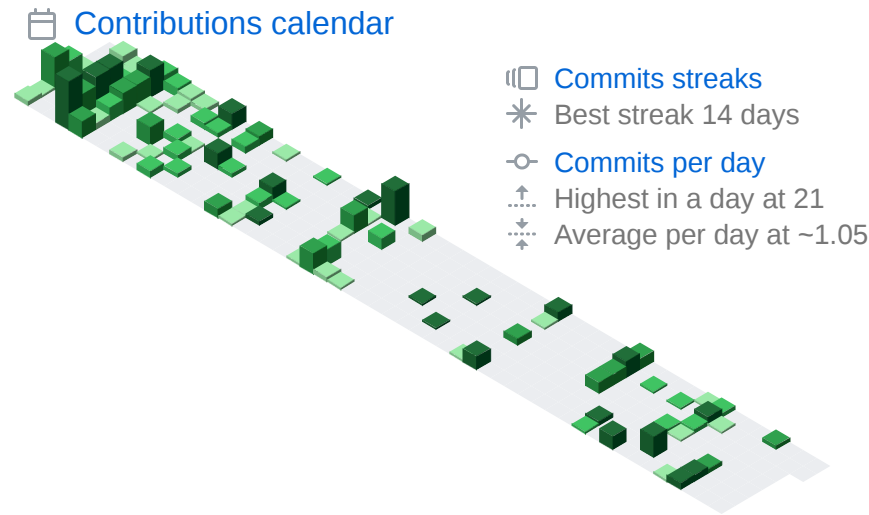 Contributions calendar
Commits streaks
Best streak 14 days
Commits per day
Highest in a day at 21
Average per day at ~1.05